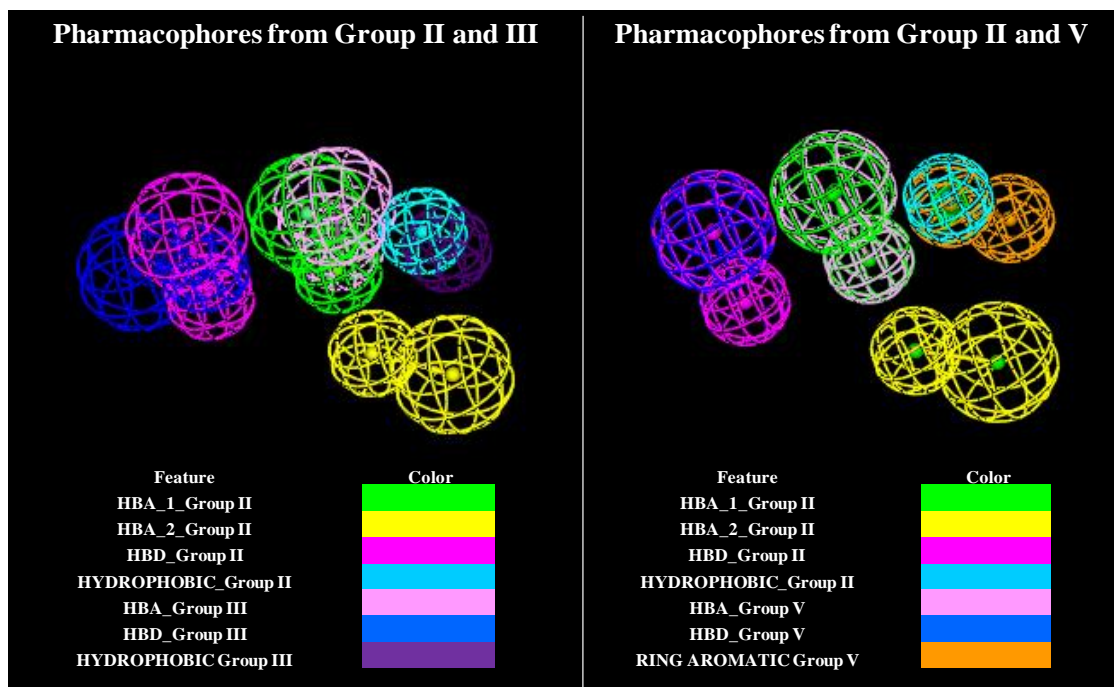 Pharmacophores from Group II and III
Feature Color
HBA_1_Group II
HBA_2_Group II
HBD_Group II
HYDROPHOBIC_Group II
HBA_Group III
HBD_Group III
HYDROPHOBIC Group III
Pharmacophores from Group II and V
Feature Color
HBA_1_Group II
HBA_2_Group II
HBD_Group II
HYDROPHOBIC_Group II
HBA_Group V
HBD_Group V
RING AROMATIC Group V